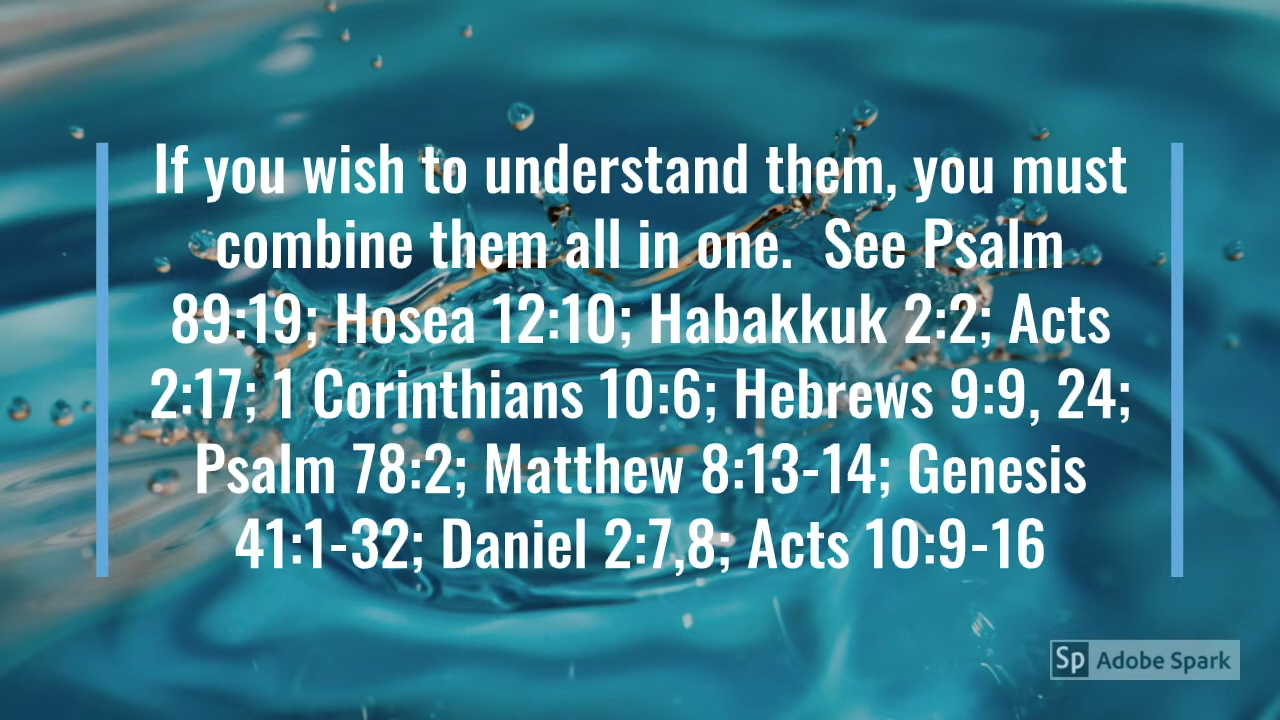 If you wish to understand them, you must
combine them all in one.  See Psalm
89:19; Hosea 12:10; Habakkuk 2:2; Acts
2:17; 1 Corinthians 10:6; Hebrews 9:9, 24;
Psalm 78:2; Matthew 8:13-14; Genesis
41:1-32; Daniel 2:7,8; Acts 10:9-16
Sp Adobe Spark